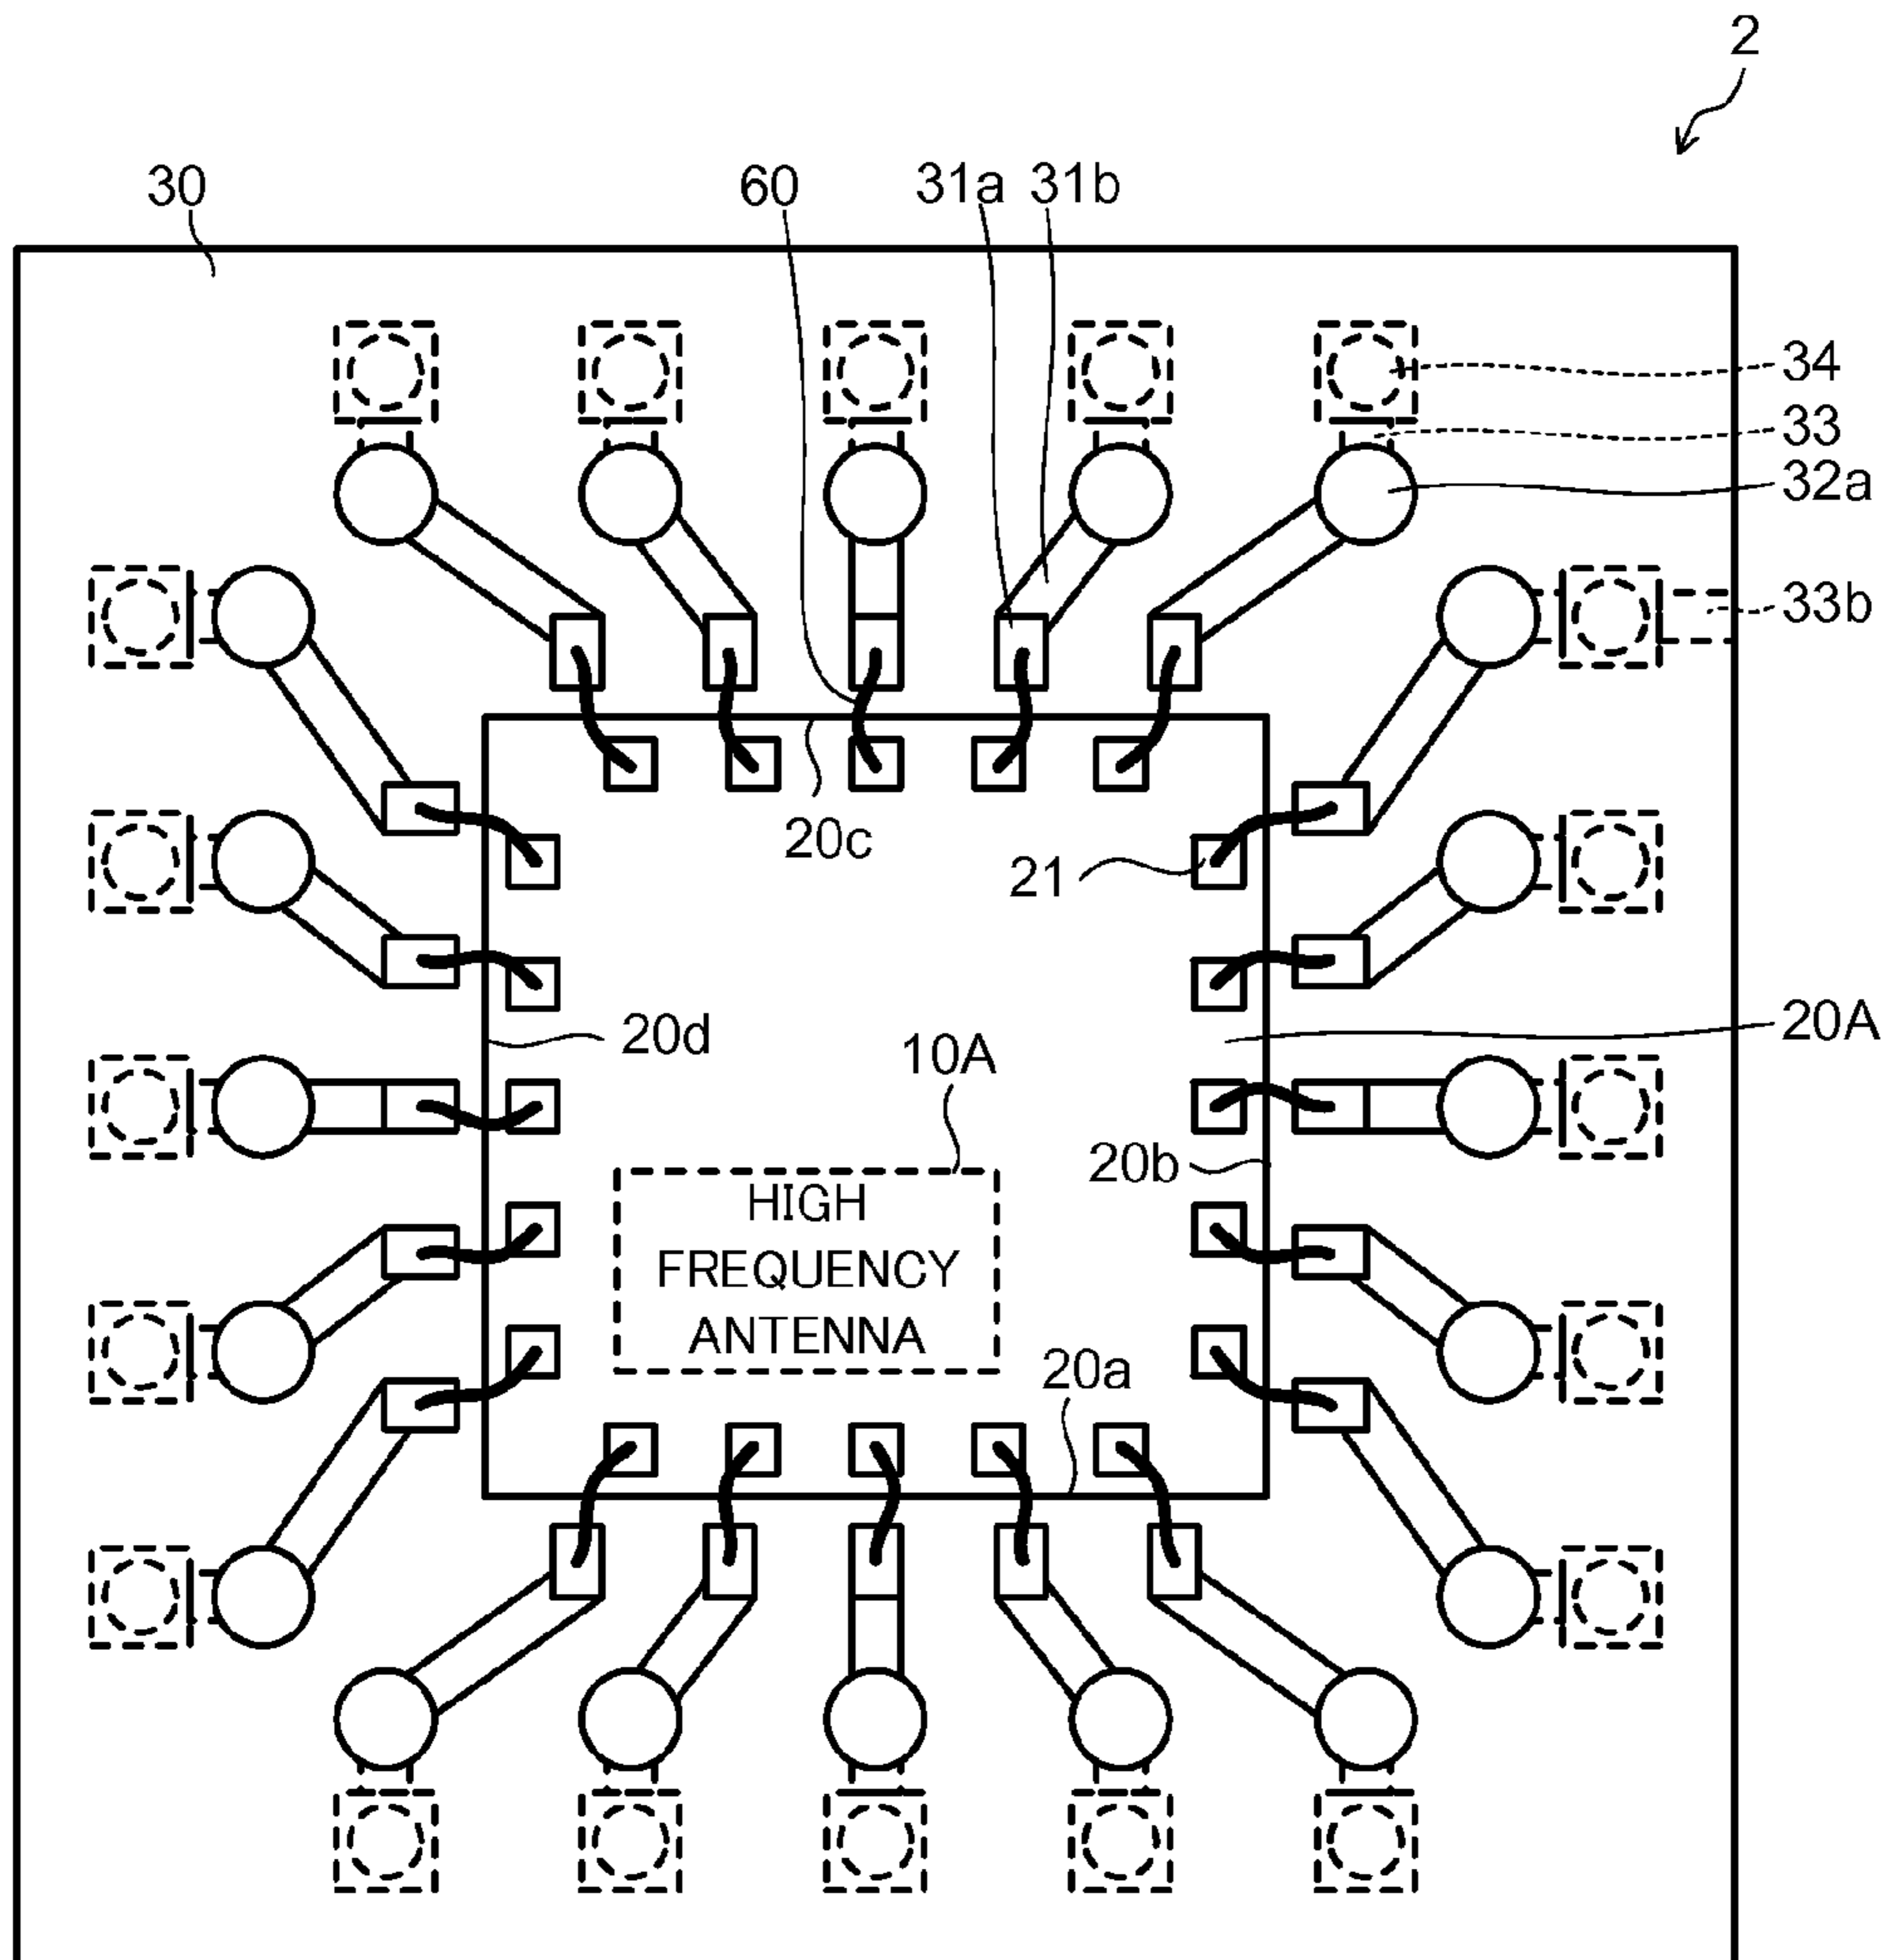 2
30
60
31a
31b
34
33
32a
33b
20c
21
20d
10A
20A
20b
HIGH
FREQUENCY
ANTENNA
20a